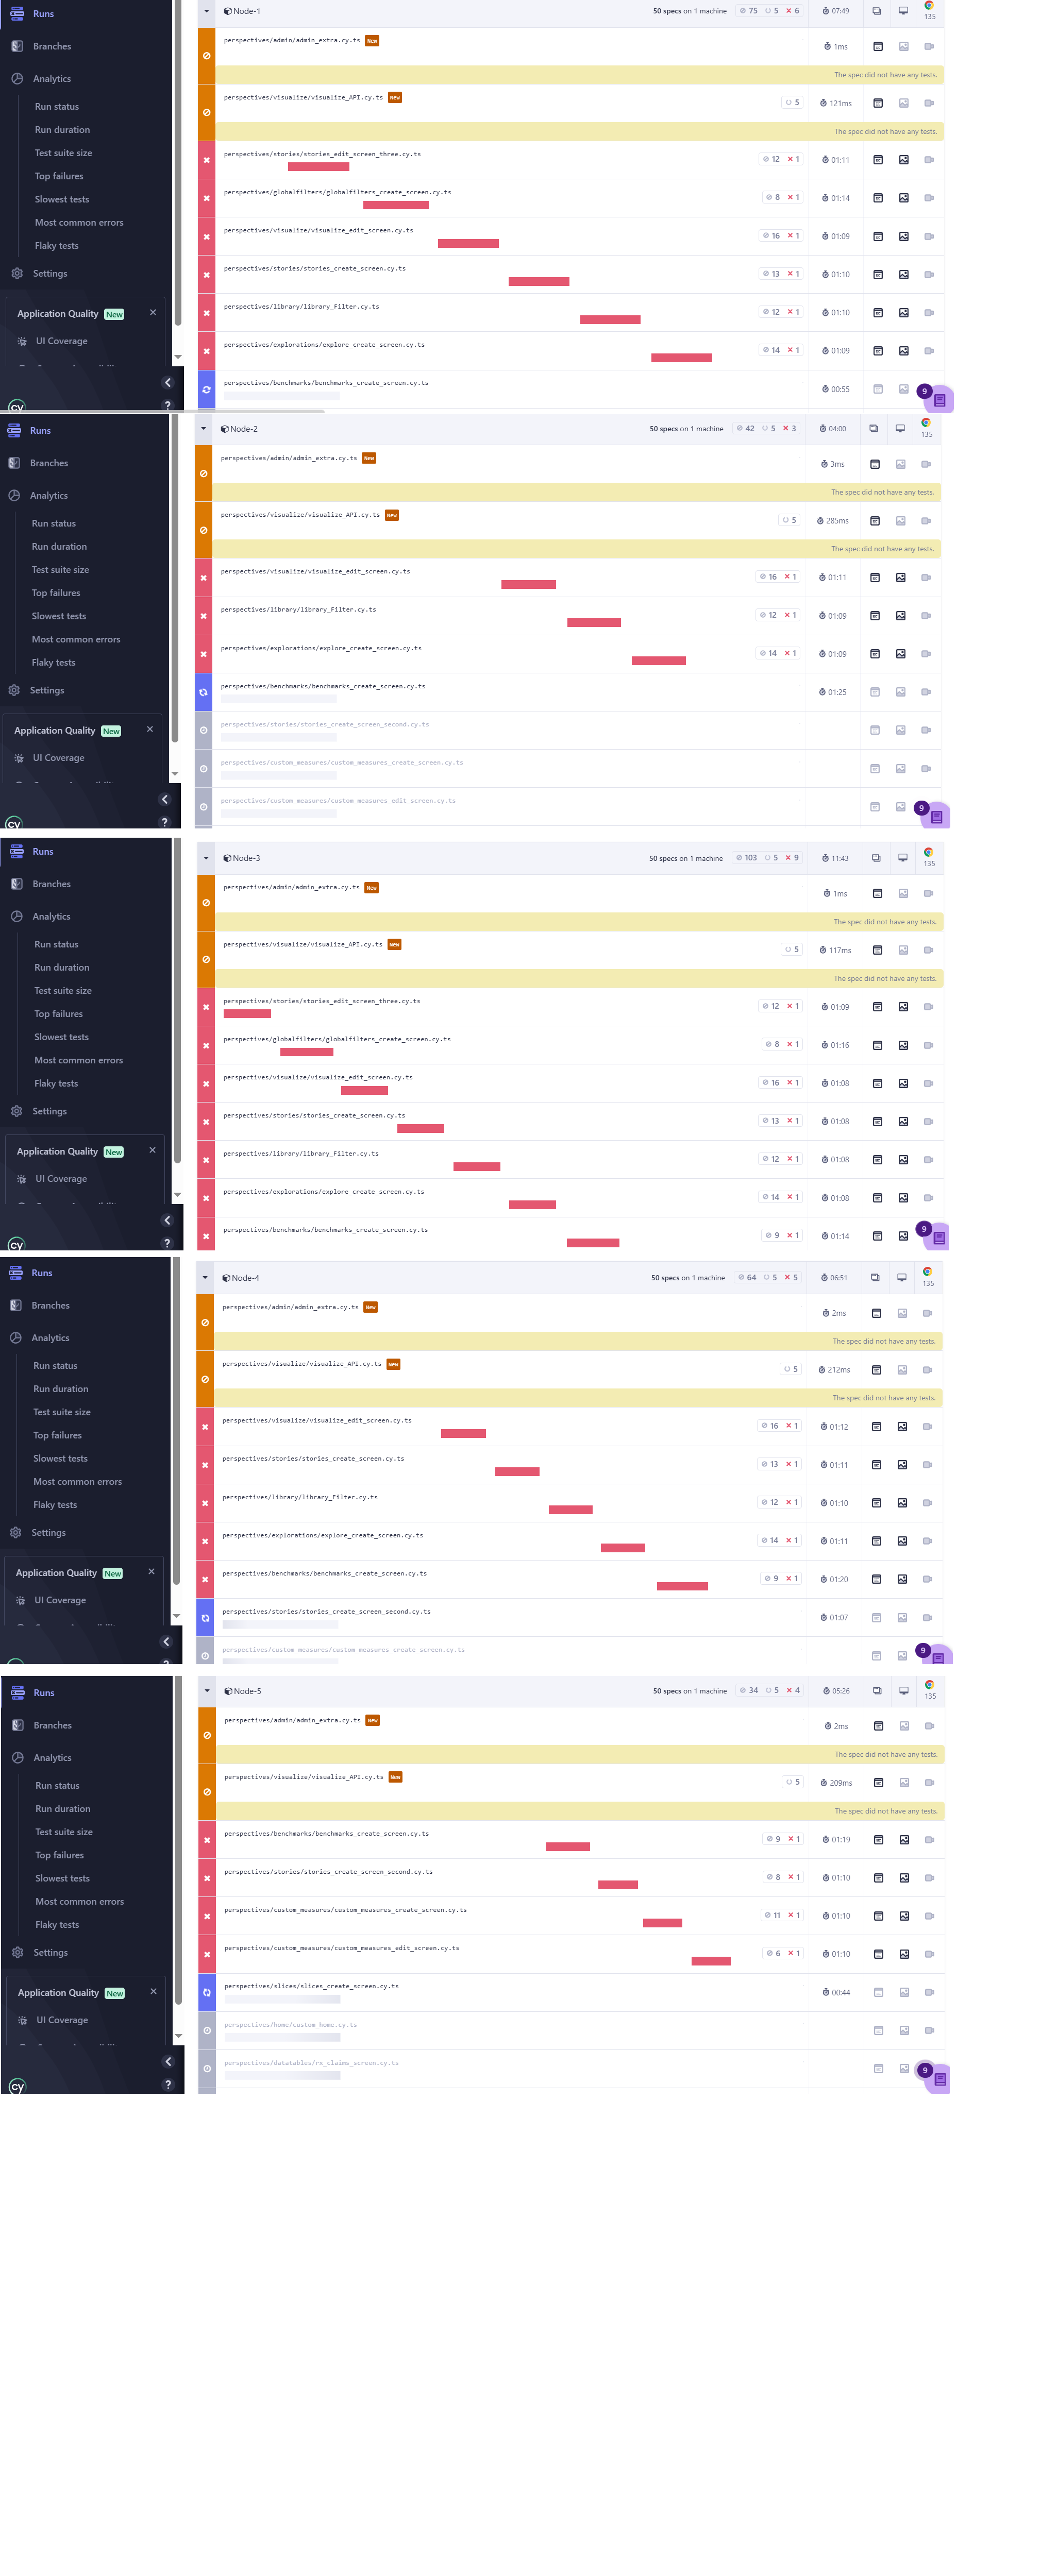 Runs
Branches
Analytics
Run status
Run duration
Test suite size
Top failures
Slowest tests
Most common errors
Flaky tests
Settings
Application Quality New
UI Coverage
cy
Node-1 50 specs on 1 machine 75 5 6 07:49 135
perspectives/admin/admin_extra.cy.ts New 1ms
The spec did not have any tests.
perspectives/visualize/visualize_API.cy.ts New 5 121ms
The spec did not have any tests.
perspectives/stories/stories_edit_screen_three.cy.ts 12 1 01:11
perspectives/globalfilters/globalfilters_create_screen.cy.ts 8 1 01:14
perspectives/visualize/visualize_edit_screen.cy.ts 16 1 01:09
perspectives/stories/stories_create_screen.cy.ts 13 1 01:10
perspectives/library/library_Filter.cy.ts 12 1 01:10
perspectives/explorations/explore_create_screen.cy.ts 14 1 01:09
perspectives/benchmarks/benchmarks_create_screen.cy.ts 00:55
9
Runs
Branches
Analytics
Run status
Run duration
Test suite size
Top failures
Slowest tests
Most common errors
Flaky tests
Settings
Application Quality New
UI Coverage
cy
Node-2 50 specs on 1 machine 42 5 3 04:00 135
perspectives/admin/admin_extra.cy.ts New 3ms
The spec did not have any tests.
perspectives/visualize/visualize_API.cy.ts New 5 285ms
The spec did not have any tests.
perspectives/visualize/visualize_edit_screen.cy.ts 16 1 01:11
perspectives/library/library_Filter.cy.ts 12 1 01:09
perspectives/explorations/explore_create_screen.cy.ts 14 1 01:09
perspectives/benchmarks/benchmarks_create_screen.cy.ts 01:25
perspectives/stories/stories_create_screen_second.cy.ts
perspectives/custom_measures/custom_measures_create_screen.cy.ts
perspectives/custom_measures/custom_measures_edit_screen.cy.ts
9
Runs
Branches
Analytics
Run status
Run duration
Test suite size
Top failures
Slowest tests
Most common errors
Flaky tests
Settings
Application Quality New
UI Coverage
cy
Node-3 50 specs on 1 machine 103 5 9 11:43 135
perspectives/admin/admin_extra.cy.ts New 1ms
The spec did not have any tests.
perspectives/visualize/visualize_API.cy.ts New 5 117ms
The spec did not have any tests.
perspectives/stories/stories_edit_screen_three.cy.ts 12 1 01:09
perspectives/globalfilters/globalfilters_create_screen.cy.ts 8 1 01:16
perspectives/visualize/visualize_edit_screen.cy.ts 16 1 01:08
perspectives/stories/stories_create_screen.cy.ts 13 1 01:08
perspectives/library/library_Filter.cy.ts 12 1 01:08
perspectives/explorations/explore_create_screen.cy.ts 14 1 01:08
perspectives/benchmarks/benchmarks_create_screen.cy.ts 9 1 01:14
9
Runs
Branches
Analytics
Run status
Run duration
Test suite size
Top failures
Slowest tests
Most common errors
Flaky tests
Settings
Application Quality New
UI Coverage
Node-4 50 specs on 1 machine 64 5 5 06:51 135
perspectives/admin/admin_extra.cy.ts New 2ms
The spec did not have any tests.
perspectives/visualize/visualize_API.cy.ts New 5 212ms
The spec did not have any tests.
perspectives/visualize/visualize_edit_screen.cy.ts 16 1 01:12
perspectives/stories/stories_create_screen.cy.ts 13 1 01:11
perspectives/library/library_Filter.cy.ts 12 1 01:10
perspectives/explorations/explore_create_screen.cy.ts 14 1 01:11
perspectives/benchmarks/benchmarks_create_screen.cy.ts 9 1 01:20
perspectives/stories/stories_create_screen_second.cy.ts 01:07
perspectives/custom_measures/custom_measures_create_screen.cy.ts
9
Runs
Branches
Analytics
Run status
Run duration
Test suite size
Top failures
Slowest tests
Most common errors
Flaky tests
Settings
Application Quality New
UI Coverage
cy
Node-5 50 specs on 1 machine 34 5 4 05:26 135
perspectives/admin/admin_extra.cy.ts New 2ms
The spec did not have any tests.
perspectives/visualize/visualize_API.cy.ts New 5 209ms
The spec did not have any tests.
perspectives/benchmarks/benchmarks_create_screen.cy.ts 9 1 01:19
perspectives/stories/stories_create_screen_second.cy.ts 8 1 01:10
perspectives/custom_measures/custom_measures_create_screen.cy.ts 11 1 01:10
perspectives/custom_measures/custom_measures_edit_screen.cy.ts 6 1 01:10
perspectives/slices/slices_create_screen.cy.ts 00:44
perspectives/home/custom_home.cy.ts
perspectives/datatables/rx_claims_screen.cy.ts
9